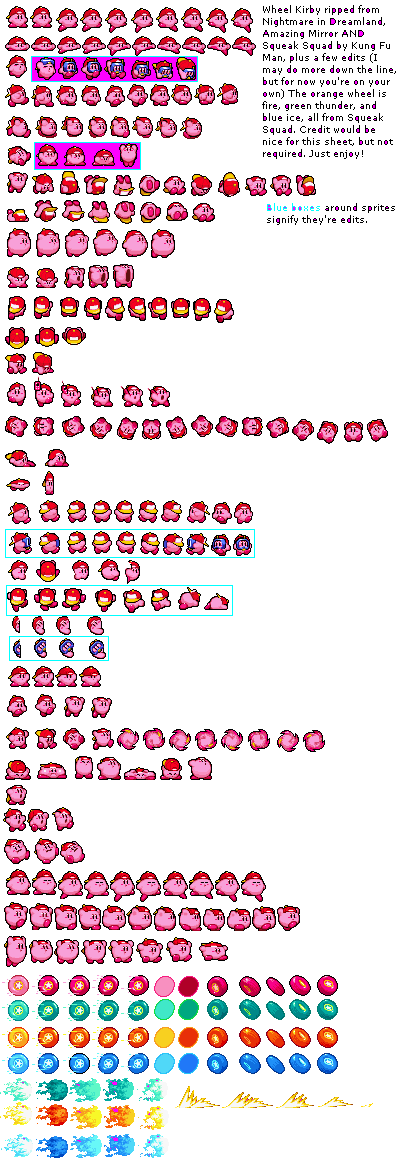 Wheel Kirby ripped from
Nightmare in Dreamland,
Amazing Mirror AND
Squeak Squad by Kung Fu
Man, plus a few edits (I
may do more down the line,
but for now you're on your
own) The orange wheel is
fire, green thunder, and
blue ice, all from Squeak
Squad. Credit would be
nice for this sheet, but not
required. Just enjoy!
Blue boxes around sprites
signify they're edits.